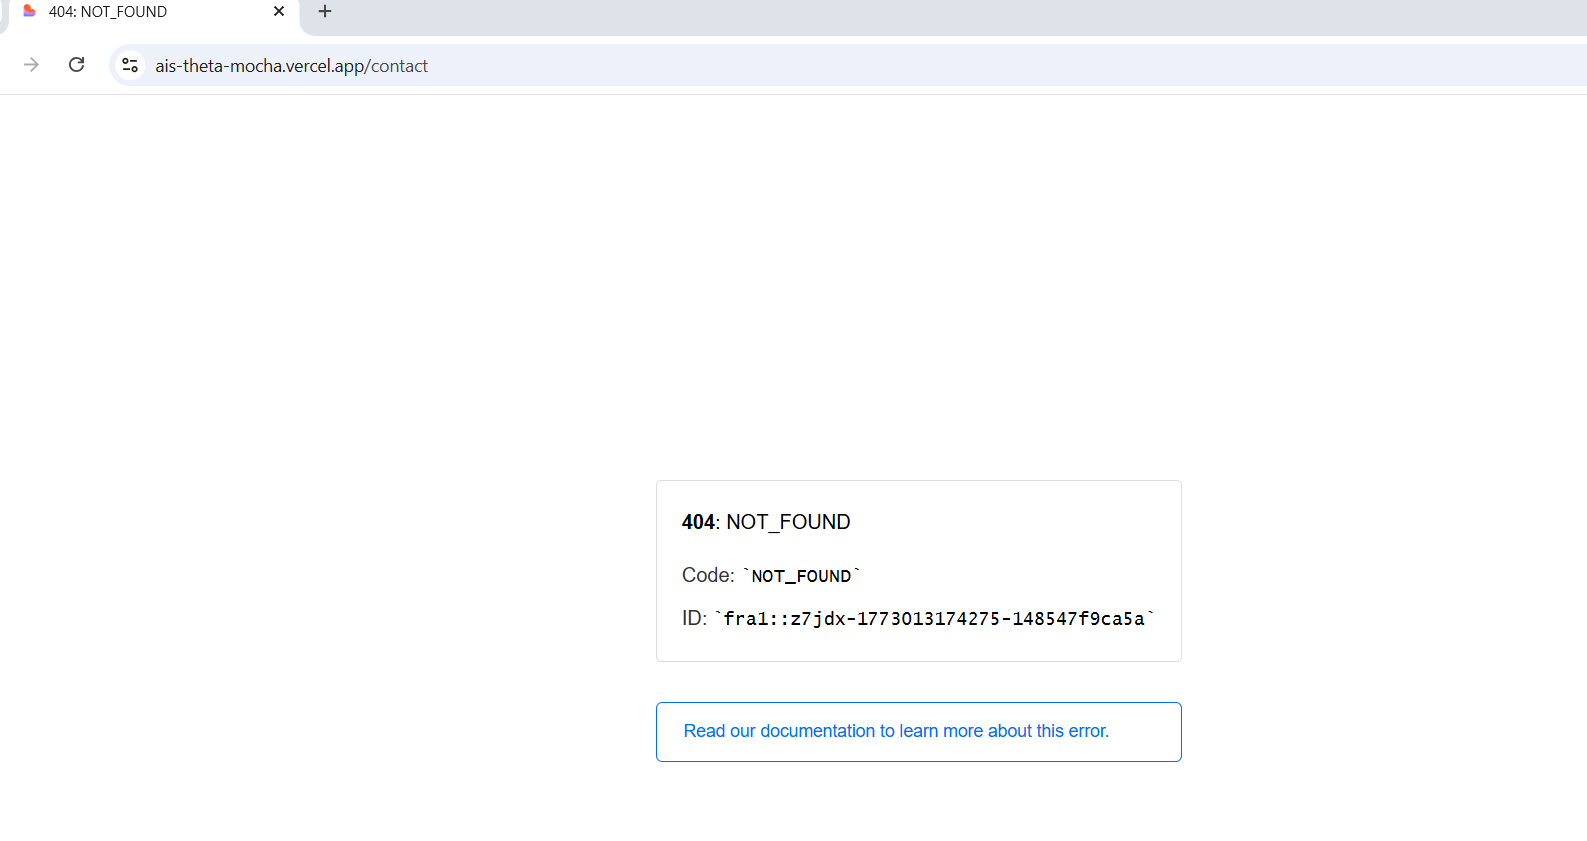 404: NOT_FOUND
ais-theta-mocha.vercel.app/contact
404: NOT_FOUND
Code: `NOT_FOUND`
ID: `fra1::z7jdx-1773013174275-148547f9ca5a`
Read our documentation to learn more about this error.